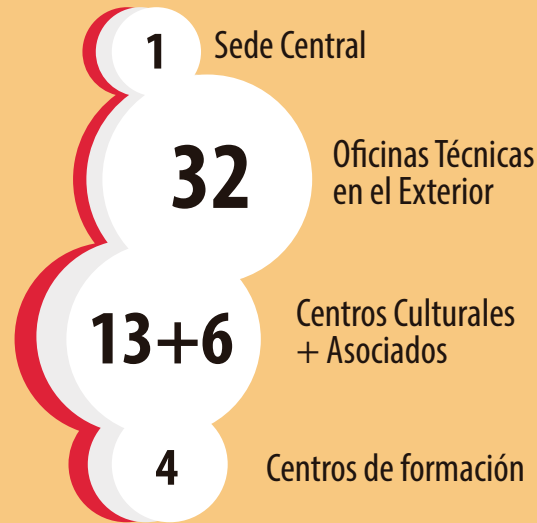 1
Sede Central
32
Oficinas Técnicas
en el Exterior
13+6
Centros Culturales
+ Asociados
4
Centros de formación